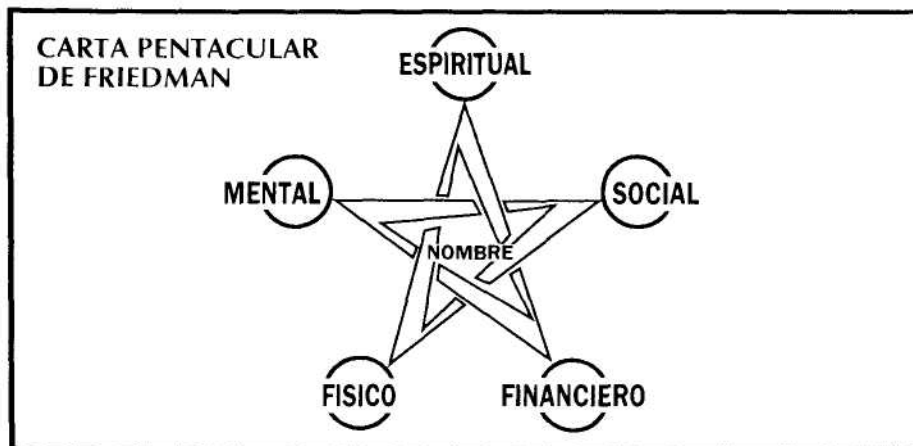 CARTA PENTACULAR
DE FRIEDMAN
ESPIRITUAL
MENTAL
SOCIAL
NOMBRE
FISICO
FINANCIERO